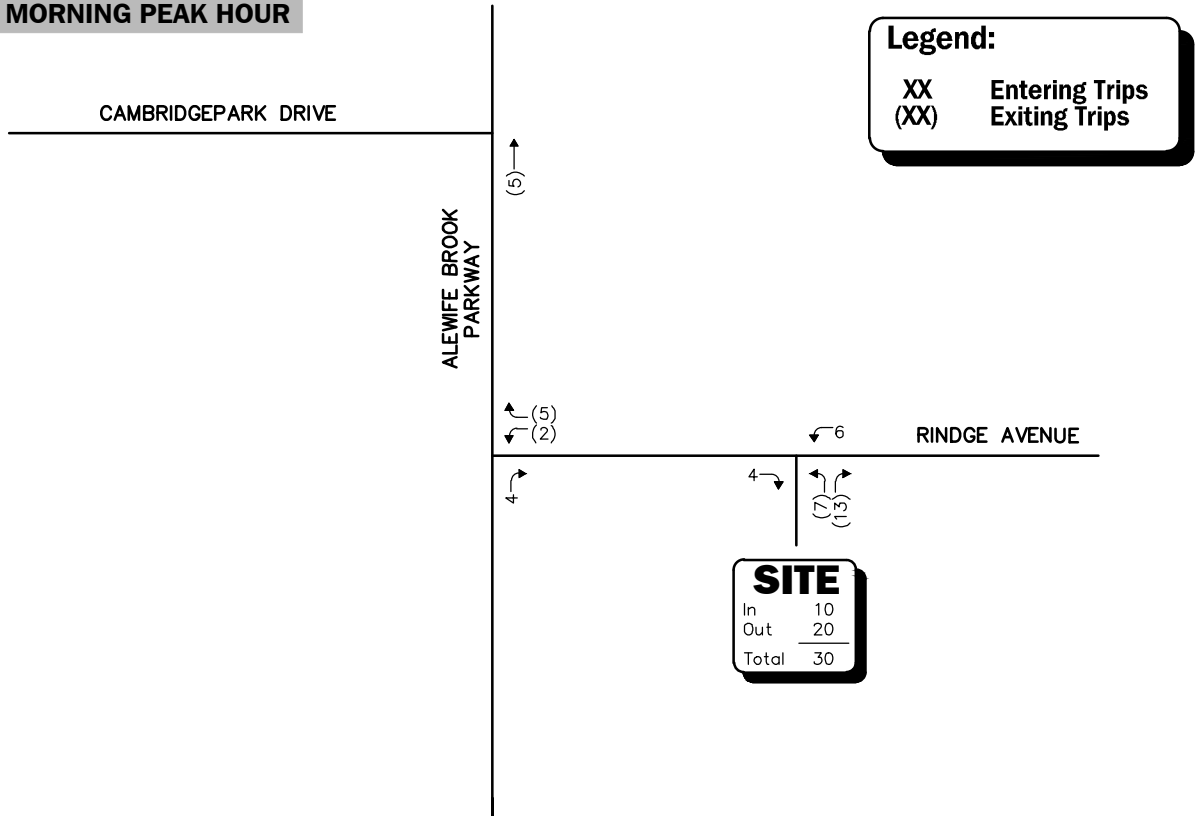 MORNING PEAK HOUR
Legend:
XX Entering Trips
(XX) Exiting Trips
CAMBRIDGEPARK DRIVE
(5)
ALEWIFE BROOK
PARKWAY
(5)
(2)
4
6
RINDGE AVENUE
4
(7)
(13)
SITE
In 10
Out 20
Total 30